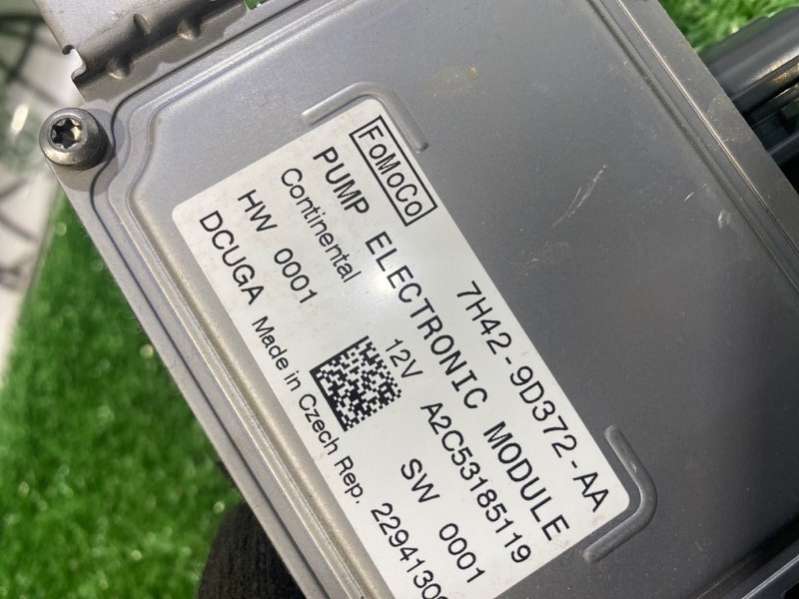 FoMoCo 7H42-9D372-AA
PUMP ELECTRONIC MODULE
Continental 12V A2C53185119
HW 0001 SW 0001
DCUGA Made in Czech Rep.